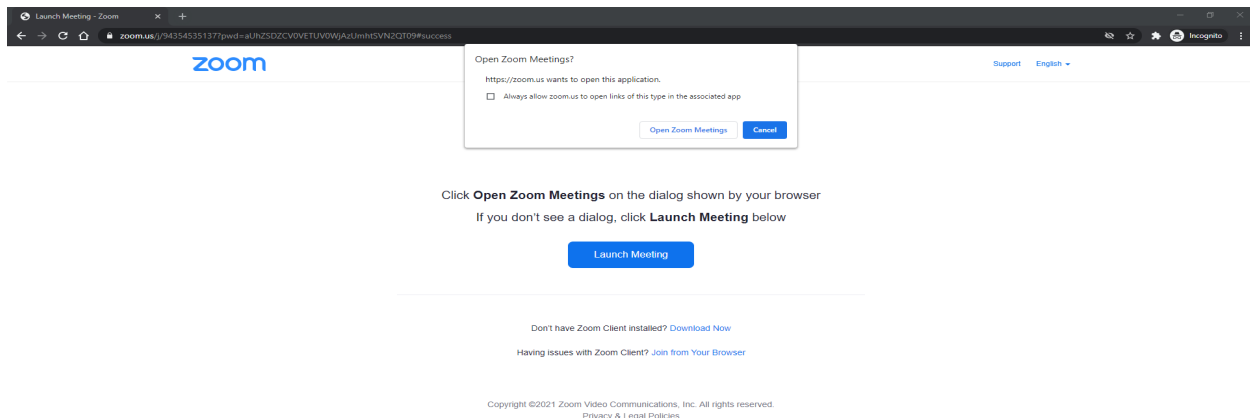 Launch Meeting - Zoom
zoom.us/j/94354535137?pwd=aUhZSDZCV0VETUV0WjAzUmhtSVN2QT09#success
Incognito
zoom
Support English
Open Zoom Meetings?
https://zoom.us wants to open this application.
Always allow zoom.us to open links of this type in the associated app
Open Zoom Meetings Cancel
Click Open Zoom Meetings on the dialog shown by your browser
If you don't see a dialog, click Launch Meeting below
Launch Meeting
Don't have Zoom Client installed? Download Now
Having issues with Zoom Client? Join from Your Browser
Copyright ©2021 Zoom Video Communications, Inc. All rights reserved.
Privacy & Legal Policies